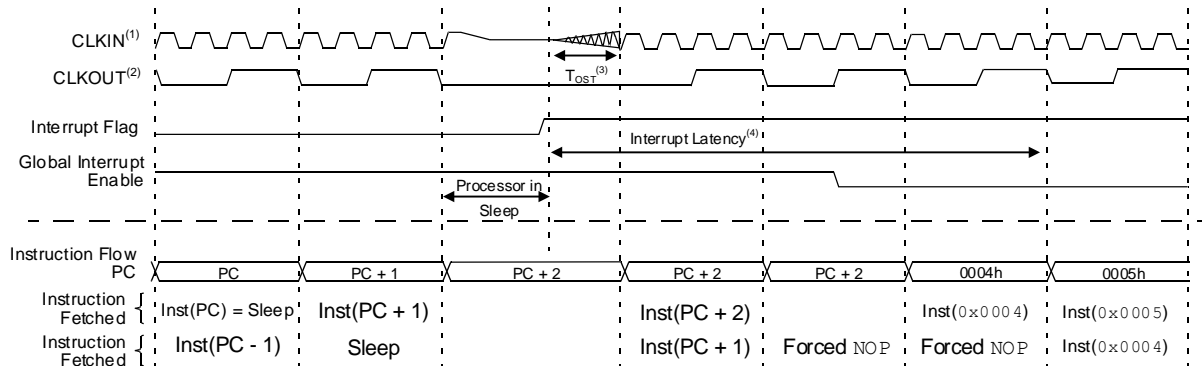 CLKIN(1)
CLKOUT(2)
TOST(3)
Interrupt Flag
Interrupt Latency(4)
Global Interrupt
Enable
Processor in
Sleep
Instruction Flow
PC
PC PC + 1 PC + 2 PC + 2 PC + 2 0004h 0005h
Instruction
Fetched { Inst(PC) = Sleep Inst(PC + 1) Inst(PC + 2) Inst(0x0004) Inst(0x0005)
Instruction
Fetched { Inst(PC - 1) Sleep Inst(PC + 1) Forced NOP Forced NOP Inst(0x0004)